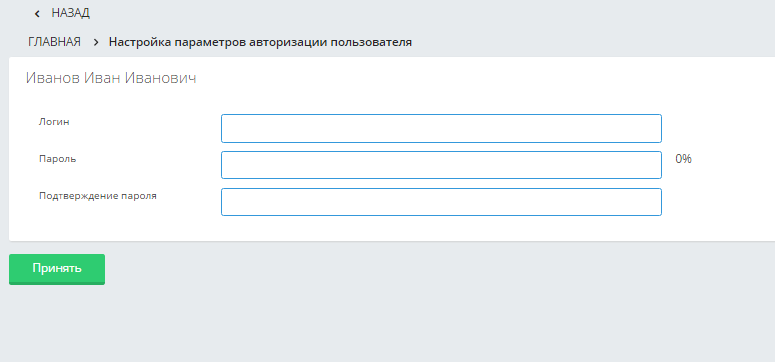 НАЗАД
ГЛАВНАЯ > Настройка параметров авторизации пользователя
Иванов Иван Иванович
Логин
Пароль 0%
Подтверждение пароля
Принять